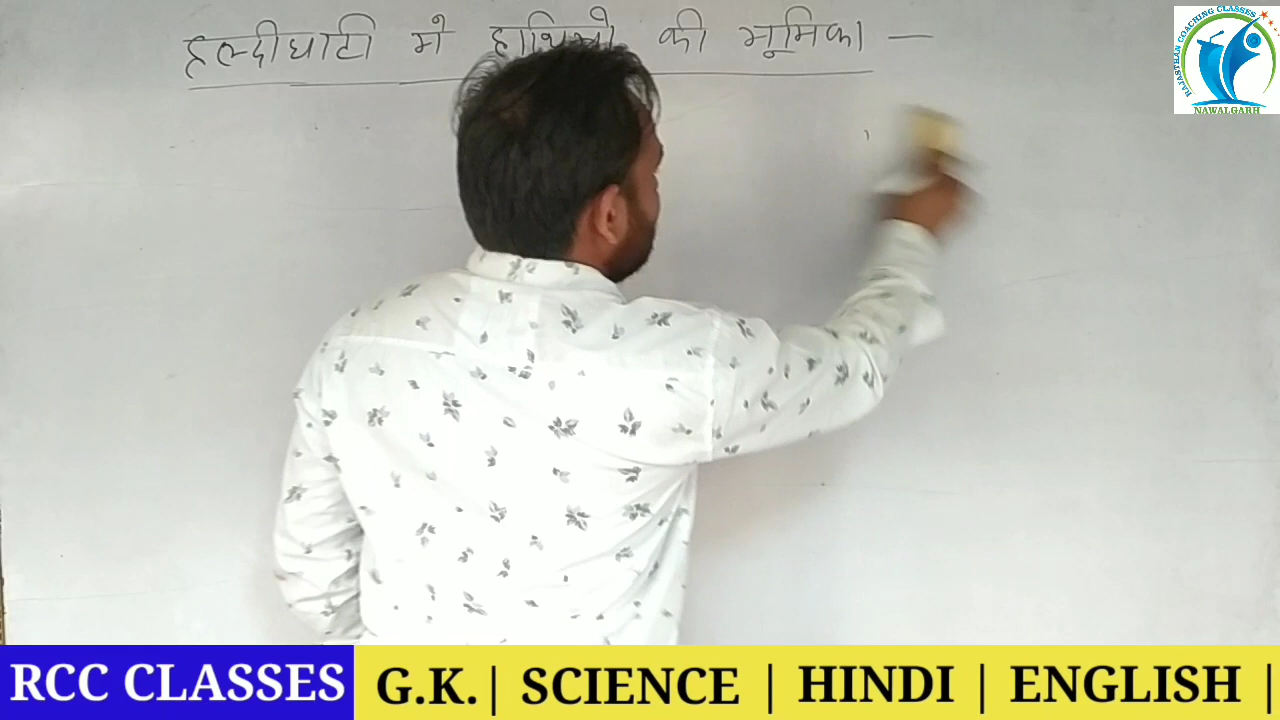 हल्दीघाटी मे हाथियो की भूमिका —
RAJASTHAN COACHING CLASSES
NAWALGARH
RCC CLASSES G.K. | SCIENCE | HINDI | ENGLISH |